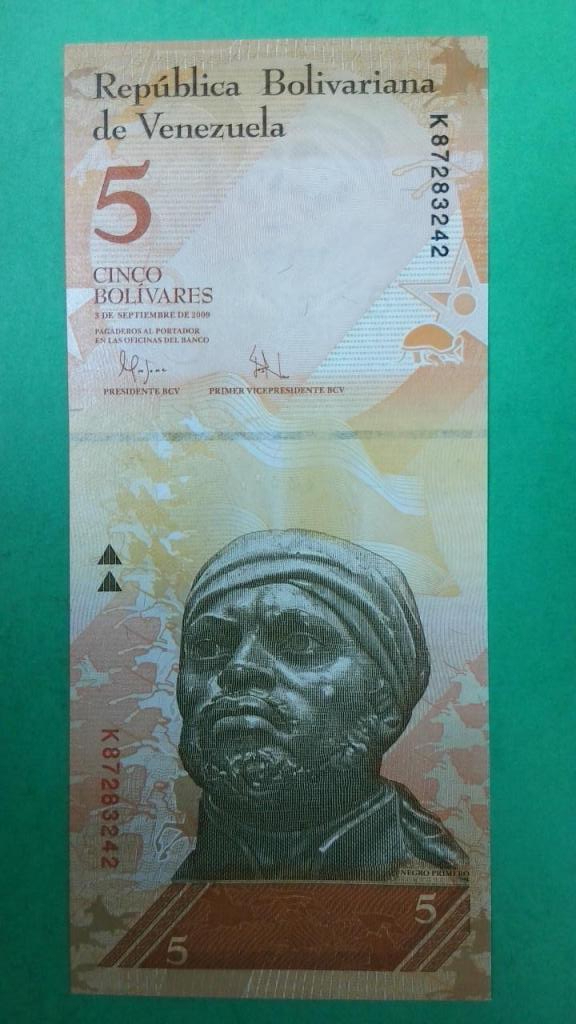 República Bolivariana
de Venezuela
K87283242
5
CINCO
BOLÍVARES
3 DE SEPTIEMBRE DE 2009
PAGADEROS AL PORTADOR
EN LAS OFICINAS DEL BANCO
PRESIDENTE BCV PRIMER VICEPRESIDENTE BCV
K87283242
NEGRO PRIMERO
5
5